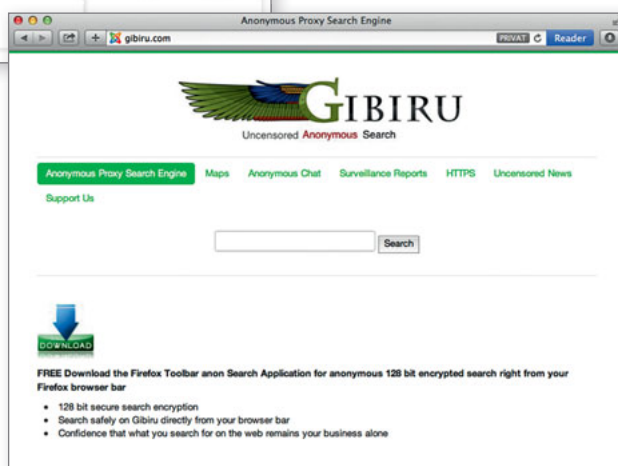 Anonymous Proxy Search Engine
gibiru.com
PRIVAT
Reader
GIBIRU
Uncensored Anonymous Search
Anonymous Proxy Search Engine Maps Anonymous Chat Surveillance Reports HTTPS Uncensored News
Support Us
Search
DOWNLOAD
FREE Download the Firefox Toolbar anon Search Application for anonymous 128 bit encrypted search right from your
Firefox browser bar
• 128 bit secure search encryption
• Search safely on Gibiru directly from your browser bar
• Confidence that what you search for on the web remains your business alone